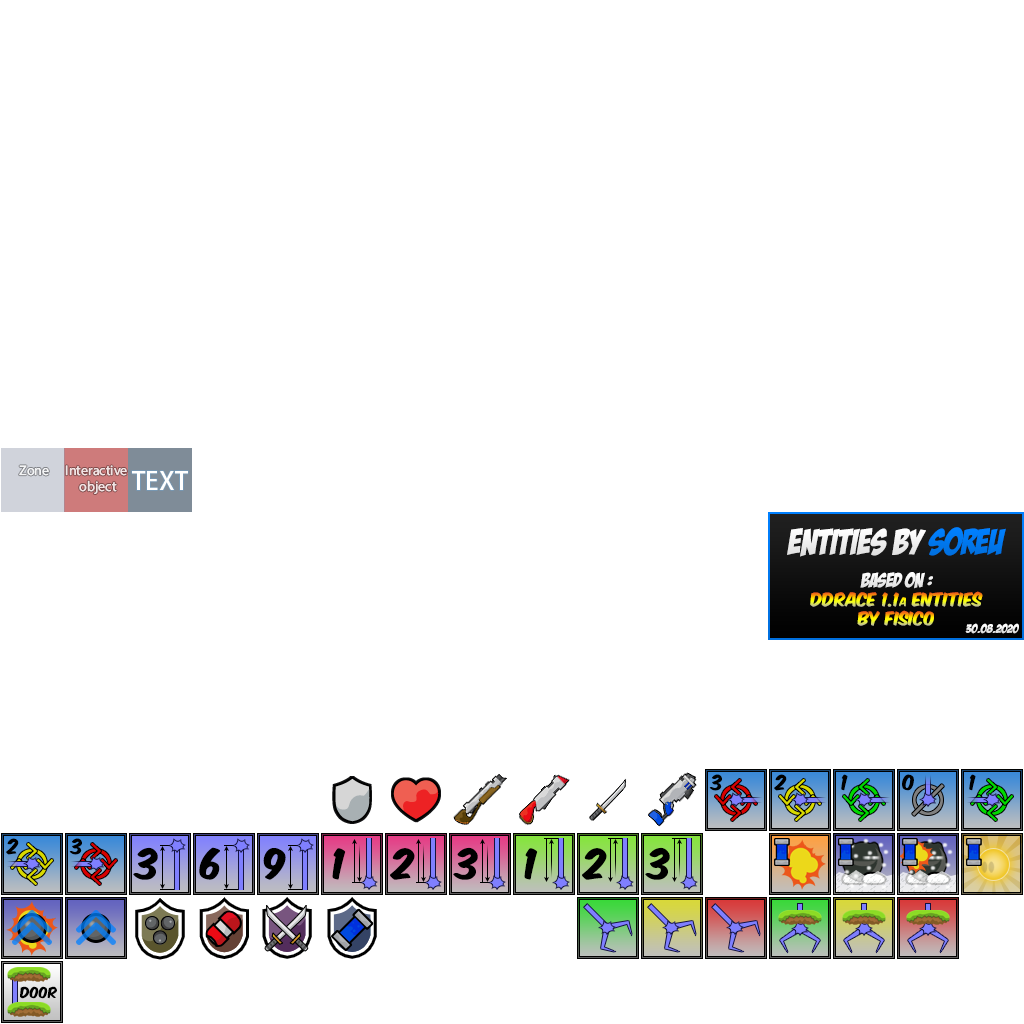 Zone
Interactive
object
TEXT
ENTITIES BY SOREU
BASED ON :
DDRACE 1.1A ENTITIES
BY FISICO
30.08.2020
3 2 1 0 1
2 3 3 6 9 1 2 3 1 2 3
DOOR